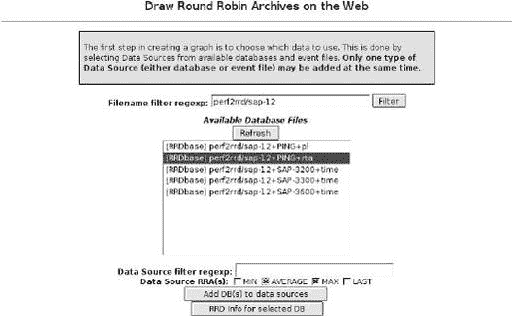 Draw Round Robin Archives on the Web
The first step in creating a graph is to choose which data to use. This is done by
selecting Data Sources from available databases and event files. Only one type of
Data Source (either database or event file) may be added at the same time.
Filename filter regexp: perf2rrd/sap-12 Filter
Available Database Files
Refresh
[RRDbase] perf2rrd/sap-12+PING+pl
[RRDbase] perf2rrd/sap-12+PING+rta
[RRDbase] perf2rrd/sap-12+SAP-3200+time
[RRDbase] perf2rrd/sap-12+SAP-3300+time
[RRDbase] perf2rrd/sap-12+SAP-3600+time
Data Source filter regexp:
Data Source RRA(s): MIN AVERAGE MAX LAST
Add DB(s) to data sources
RRD Info for selected DB